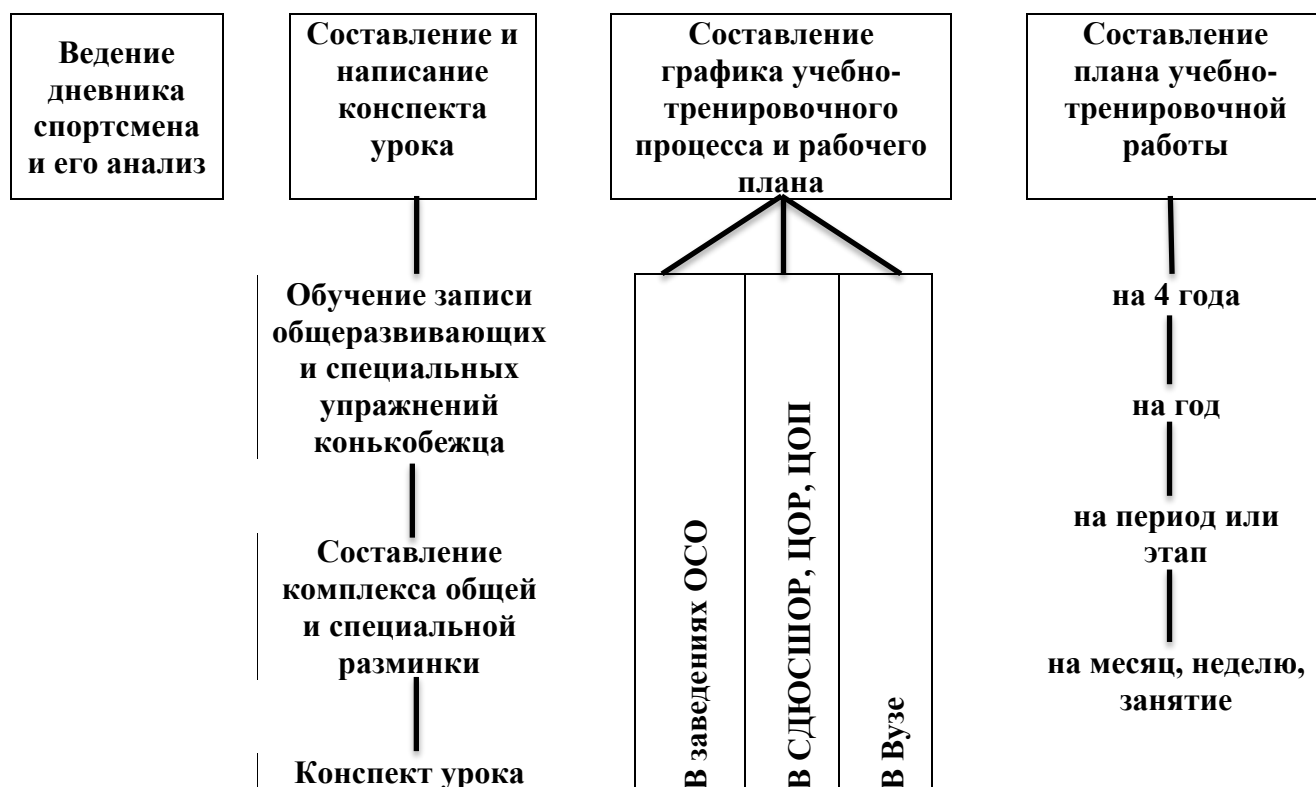 Ведение
дневника
спортсмена
и его анализ
Составление и
написание
конспекта
урока
Обучение записи
общеразвивающих
и специальных
упражнений
конькобежца
Составление
комплекса общей
и специальной
разминки
Конспект урока
Составление
графика учебно-
тренировочного
процесса и рабочего
плана
В заведениях ОСО
В СДЮСШОР, ЦОР, ЦОП
В Вузе
Составление
плана учебно-
тренировочной
работы
на 4 года
на год
на период или
этап
на месяц, неделю,
занятие